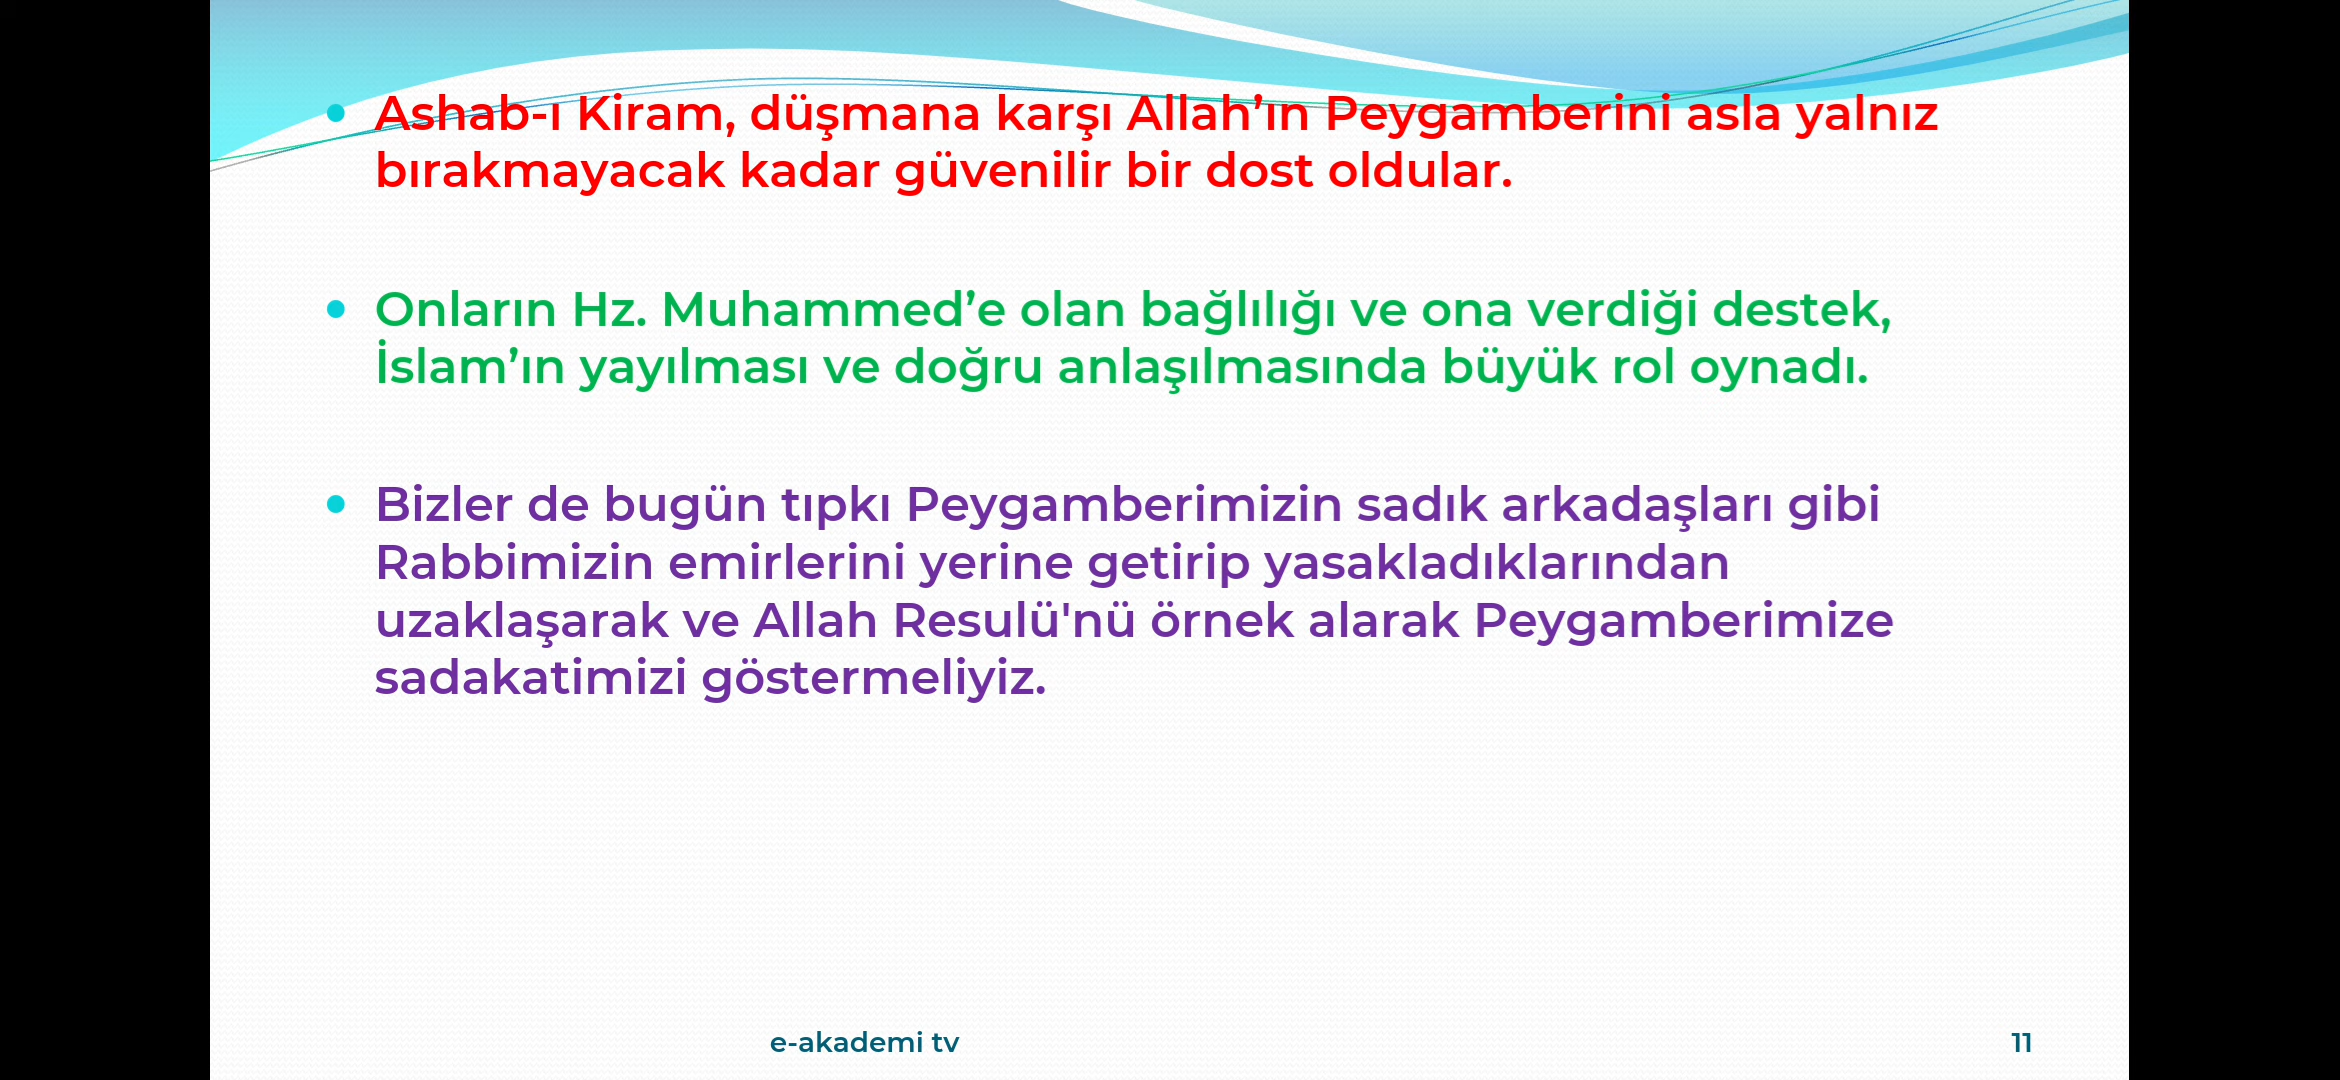 • Ashab-ı Kiram, düşmana karşı Allah’ın Peygamberini asla yalnız
bırakmayacak kadar güvenilir bir dost oldular.
• Onların Hz. Muhammed’e olan bağlılığı ve ona verdiği destek,
İslam’ın yayılması ve doğru anlaşılmasında büyük rol oynadı.
• Bizler de bugün tıpkı Peygamberimizin sadık arkadaşları gibi
Rabbimizin emirlerini yerine getirip yasakladıklarından
uzaklaşarak ve Allah Resulü'nü örnek alarak Peygamberimize
sadakatimizi göstermeliyiz.
e-akademi tv
11